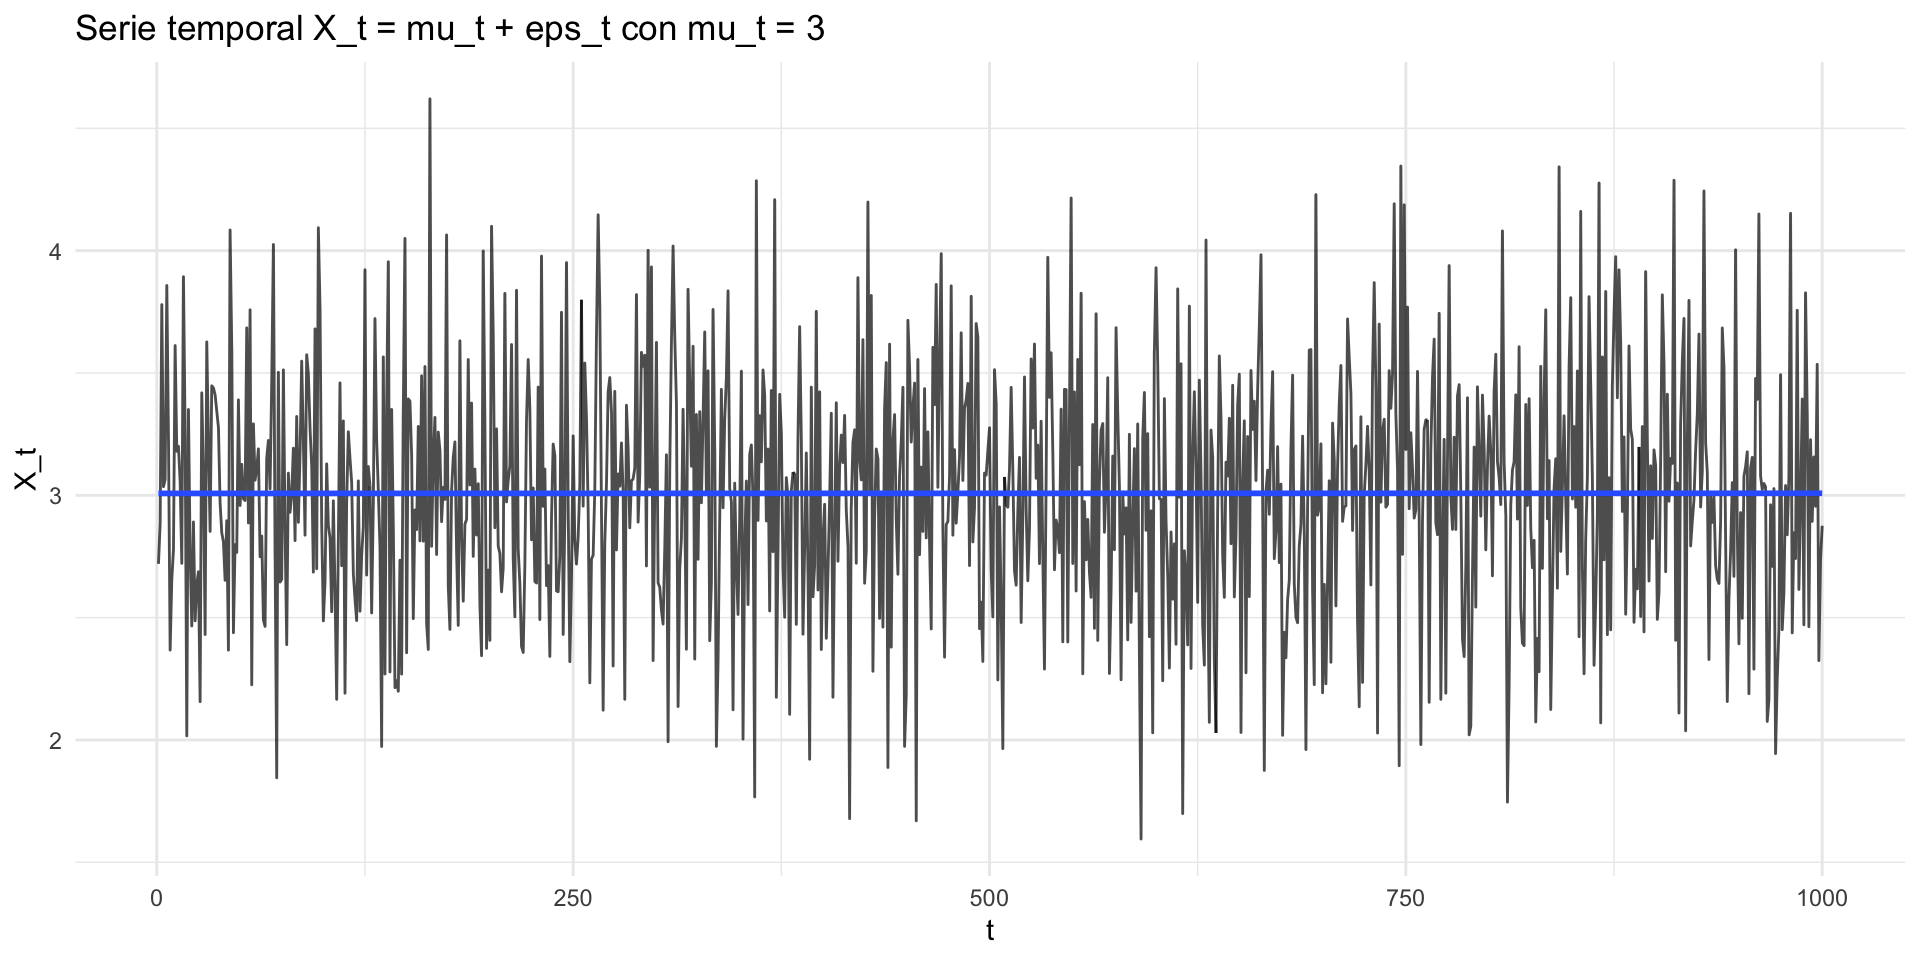 Serie temporal X_t = mu_t + eps_t con mu_t = 3
X_t
4
3
2
0 250 500 750 1000
t